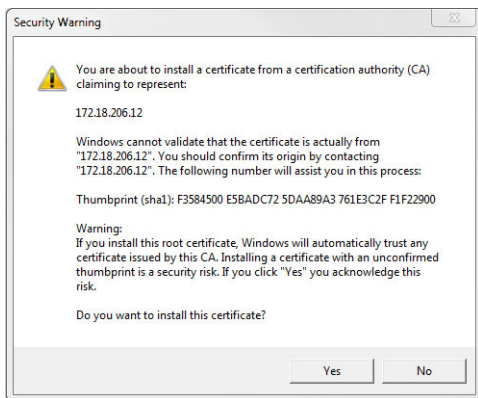 Security Warning
You are about to install a certificate from a certification authority (CA)
claiming to represent:
172.18.206.12
Windows cannot validate that the certificate is actually from
"172.18.206.12". You should confirm its origin by contacting
"172.18.206.12". The following number will assist you in this process:
Thumbprint (sha1): F3584500 E5BADC72 5DAA89A3 761E3C2F F1F22900
Warning:
If you install this root certificate, Windows will automatically trust any
certificate issued by this CA. Installing a certificate with an unconfirmed
thumbprint is a security risk. If you click "Yes" you acknowledge this
risk.
Do you want to install this certificate?
Yes No